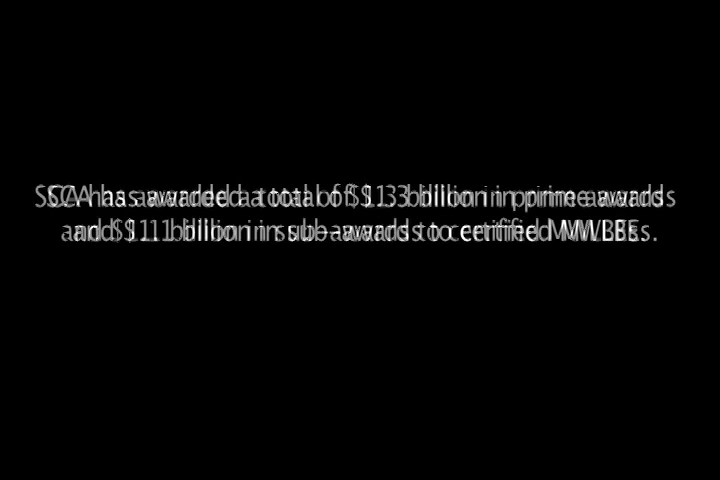 SCA has awarded a total of $1.3 billion in prime awards
and $1.1 billion in sub-awards to certified MWLBEs.